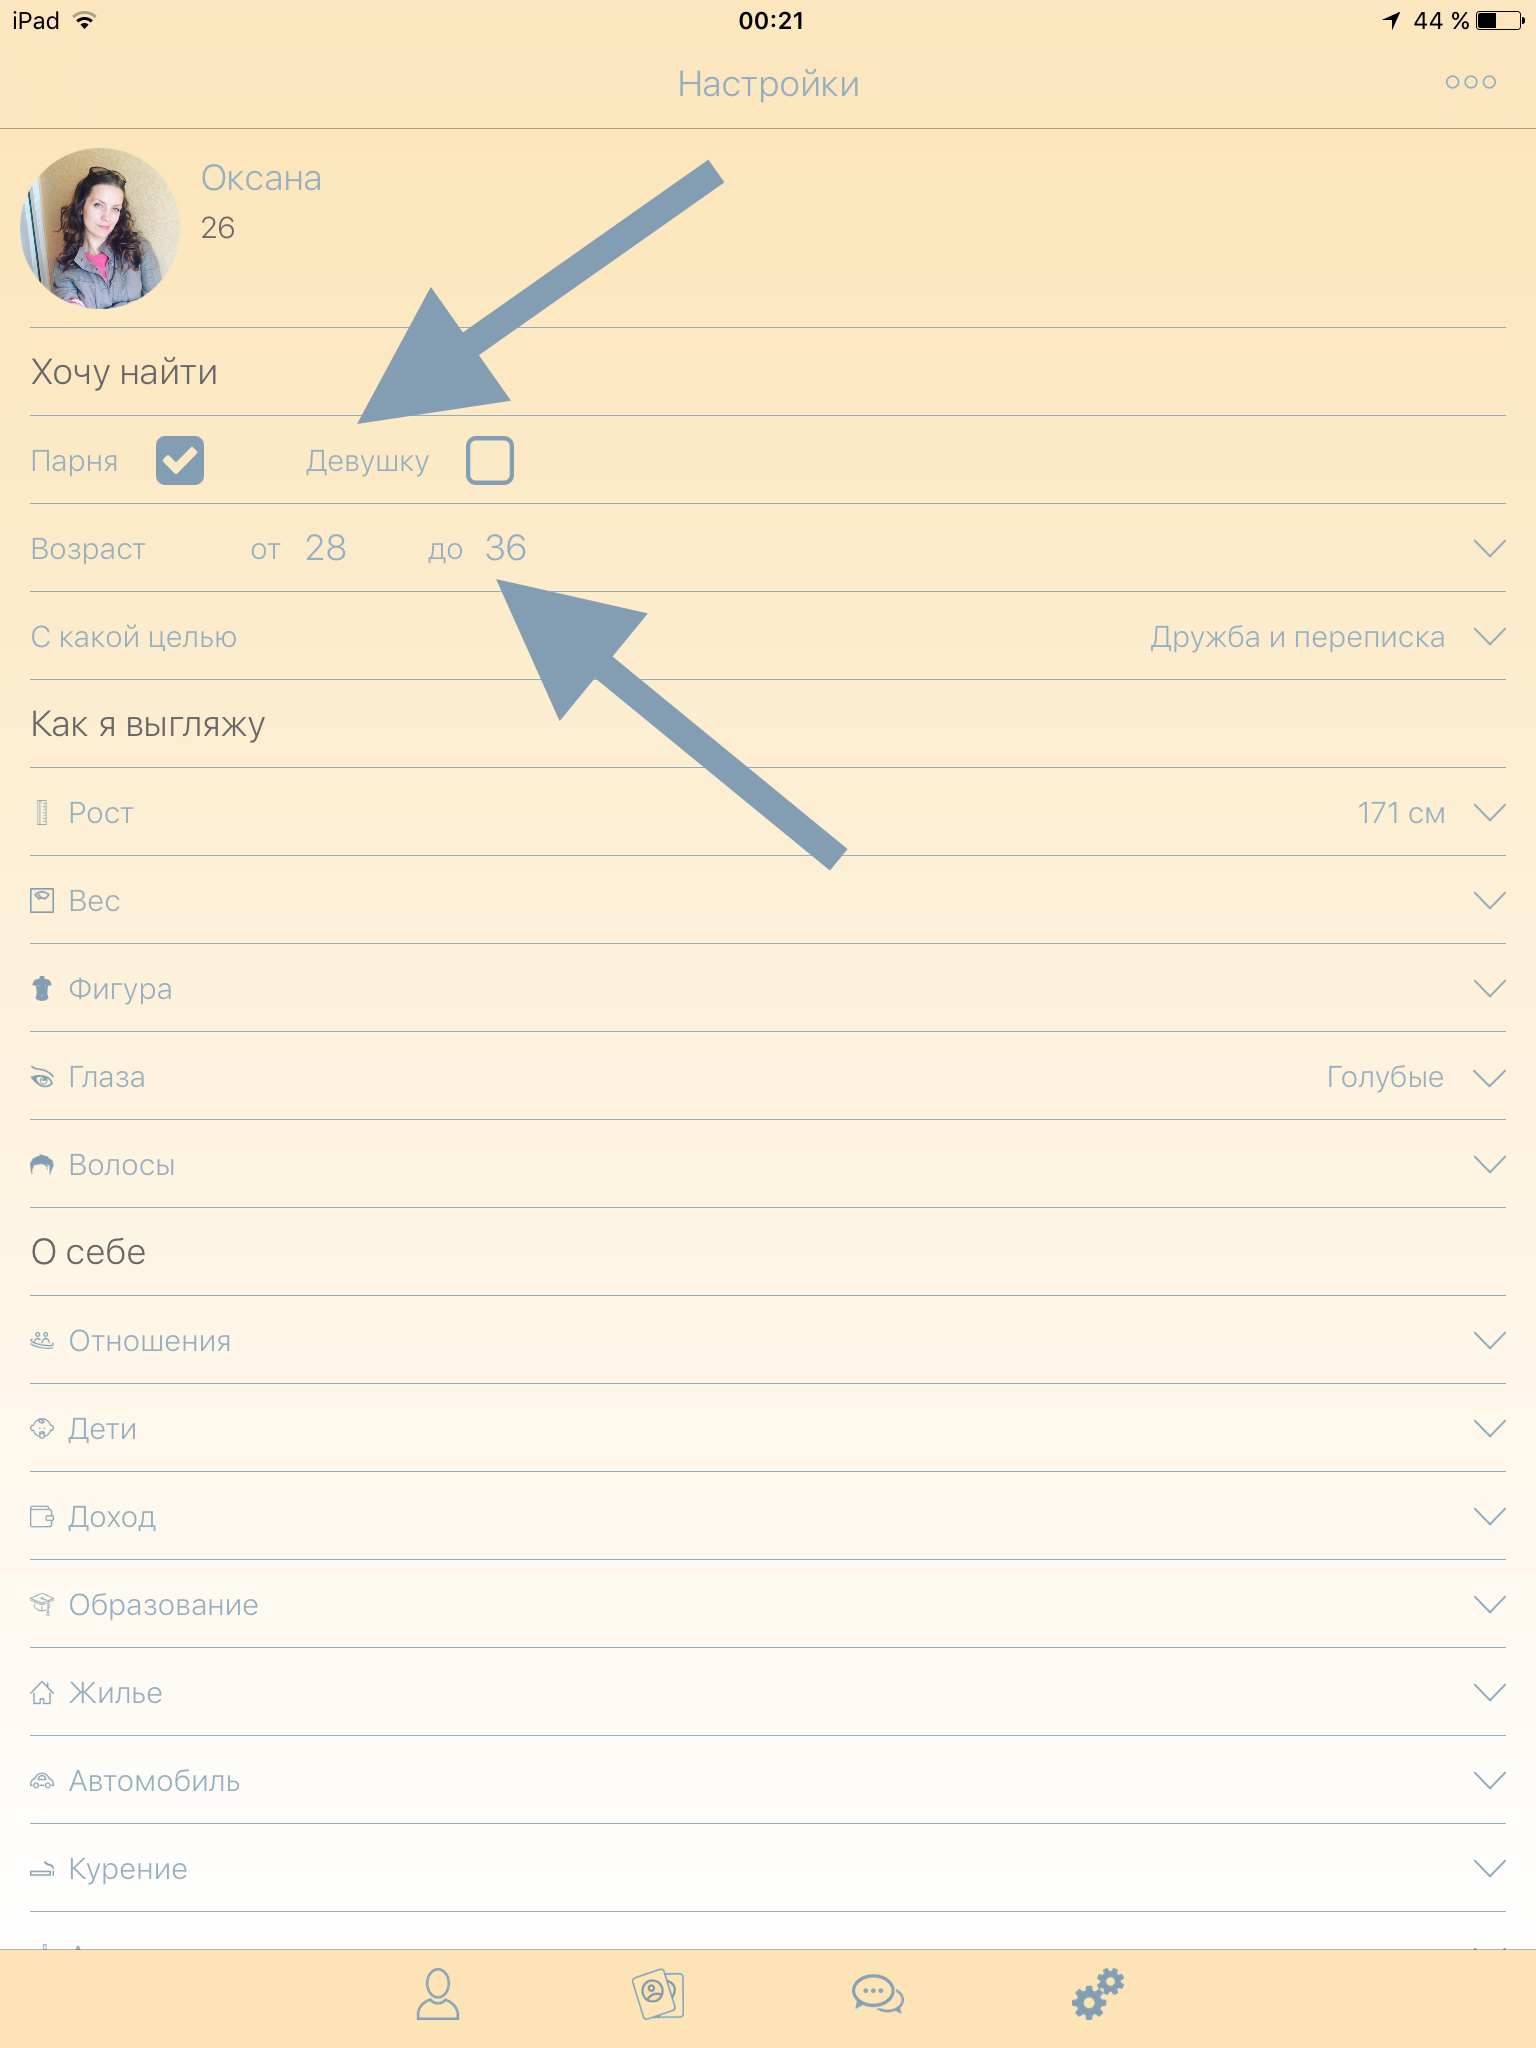 iPad 00:21 44 %
Настройки
Оксана
26
Хочу найти
Парня Девушку
Возраст от 28 до 36
С какой целью Дружба и переписка
Как я выгляжу
Рост 171 см
Вес
Фигура
Глаза Голубые
Волосы
О себе
Отношения
Дети
Доход
Образование
Жилье
Автомобиль
Курение